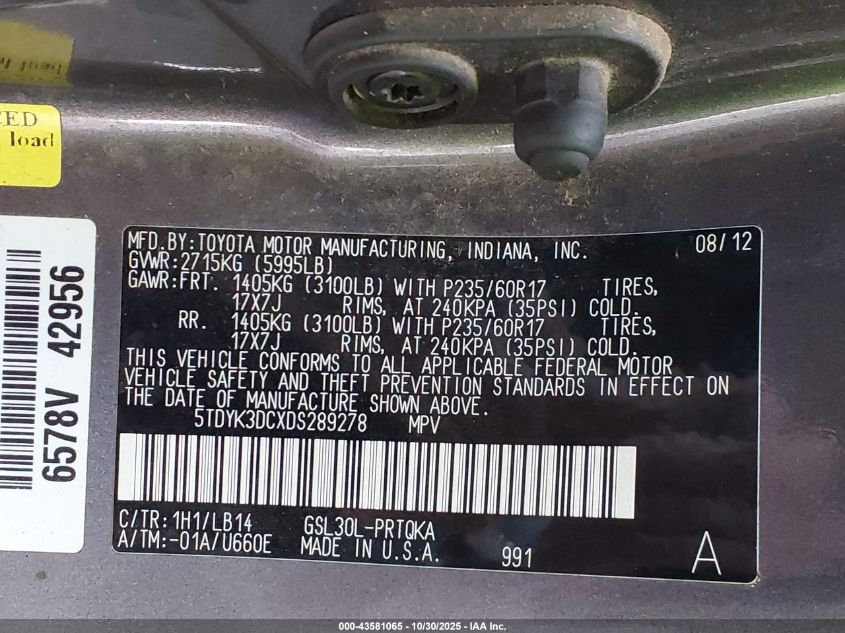 CED
load
6578V 42956
MFD.BY:TOYOTA MOTOR MANUFACTURING, INDIANA, INC. 08/12
GVWR:2715KG (5995LB)
GAWR:FRT. 1405KG (3100LB) WITH P235/60R17 TIRES,
17X7J RIMS, AT 240KPA (35PSI) COLD.
RR. 1405KG (3100LB) WITH P235/60R17 TIRES,
17X7J RIMS, AT 240KPA (35PSI) COLD.
THIS VEHICLE CONFORMS TO ALL APPLICABLE FEDERAL MOTOR
VEHICLE SAFETY AND THEFT PREVENTION STANDARDS IN EFFECT ON
THE DATE OF MANUFACTURE SHOWN ABOVE.
5TDYK3DCXDS289278 MPV
C/TR:1H1/LB14 GSL30L-PRTQKA
A/TM:-01A/U660E MADE IN U.S.A. 991 A
000-43581065 - 10/30/2025 - IAA Inc.